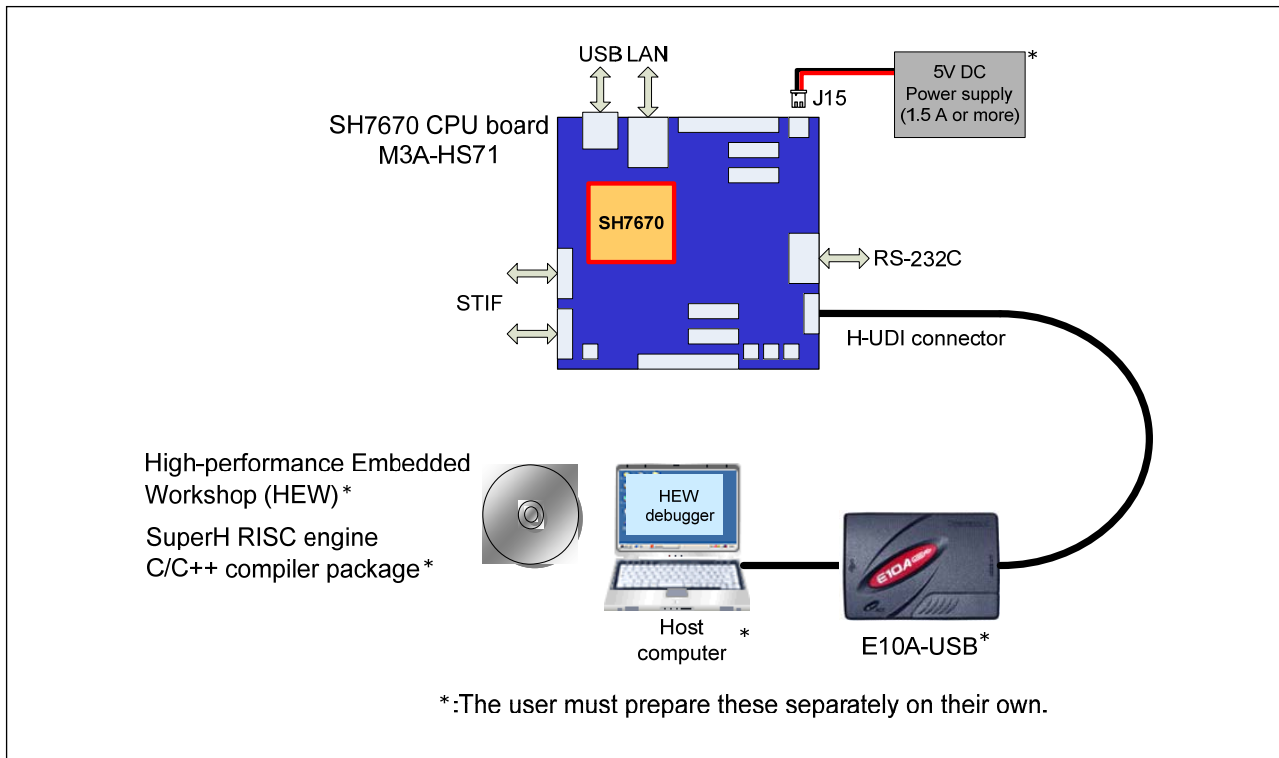 USB LAN
*
5V DC
Power supply
(1.5 A or more)
J15
SH7670 CPU board
M3A-HS71
SH7670
RS-232C
STIF
H-UDI connector
High-performance Embedded
Workshop (HEW)*
SuperH RISC engine
C/C++ compiler package*
HEW
debugger
E10A-USB
Host
computer *
E10A-USB*
*:The user must prepare these separately on their own.